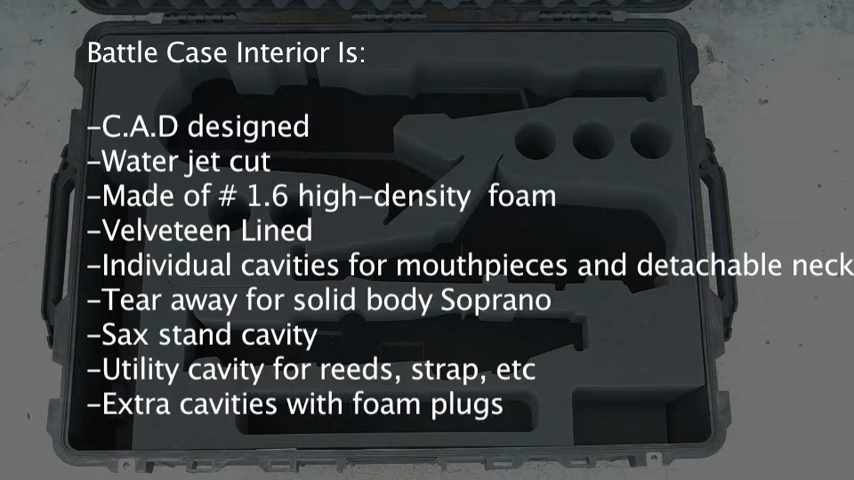 Battle Case Interior Is:
-C.A.D designed
-Water jet cut
-Made of # 1.6 high-density  foam
-Velveteen Lined
-Individual cavities for mouthpieces and detachable neck
-Tear away for solid body Soprano
-Sax stand cavity
-Utility cavity for reeds, strap, etc
-Extra cavities with foam plugs